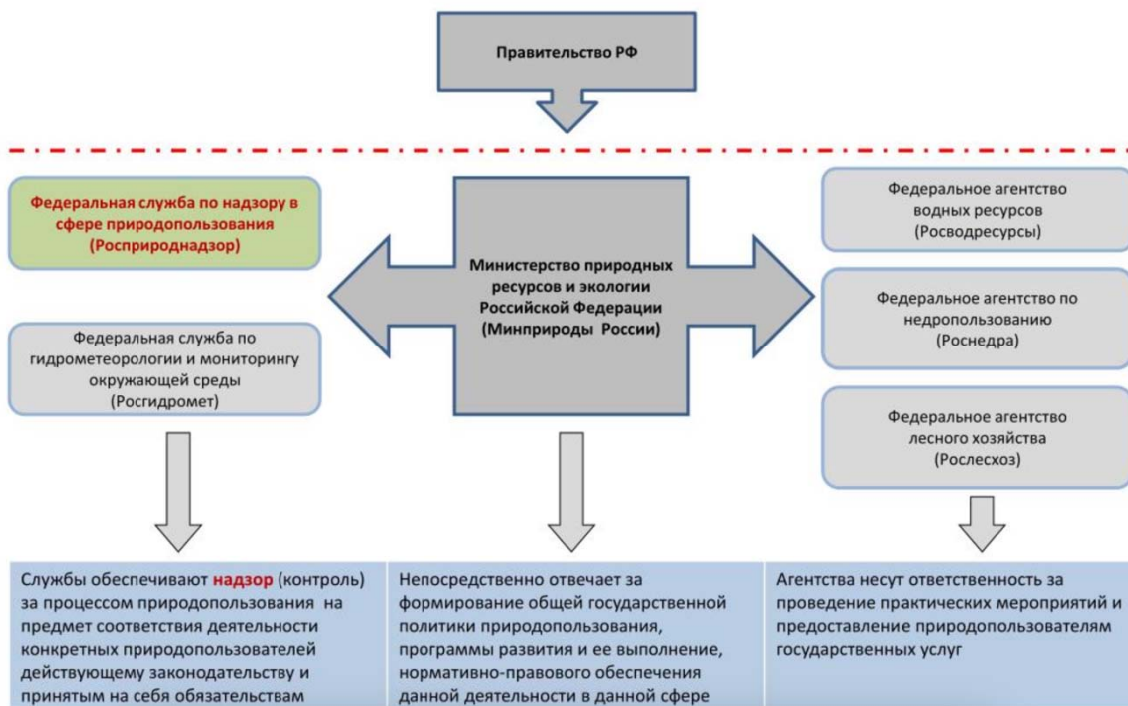 Правительство РФ
Федеральная служба по надзору в
сфере природопользования
(Росприроднадзор)
Федеральная служба по
гидрометеорологии и мониторингу
окружающей среды
(Росгидромет)
Министерство природных
ресурсов и экологии
Российской Федерации
(Минприроды России)
Федеральное агентство
водных ресурсов
(Росводресурсы)
Федеральное агентство по
недропользованию
(Роснедра)
Федеральное агентство
лесного хозяйства
(Рослесхоз)
Службы обеспечивают надзор (контроль)
за процессом природопользования на
предмет соответствия деятельности
конкретных природопользователей
действующему законодательству и
принятым на себя обязательствам
Непосредственно отвечает за
формирование общей государственной
политики природопользования,
программы развития и ее выполнение,
нормативно-правового обеспечения
данной деятельности в данной сфере
Агентства несут ответственность за
проведение практических мероприятий и
предоставление природопользователям
государственных услуг